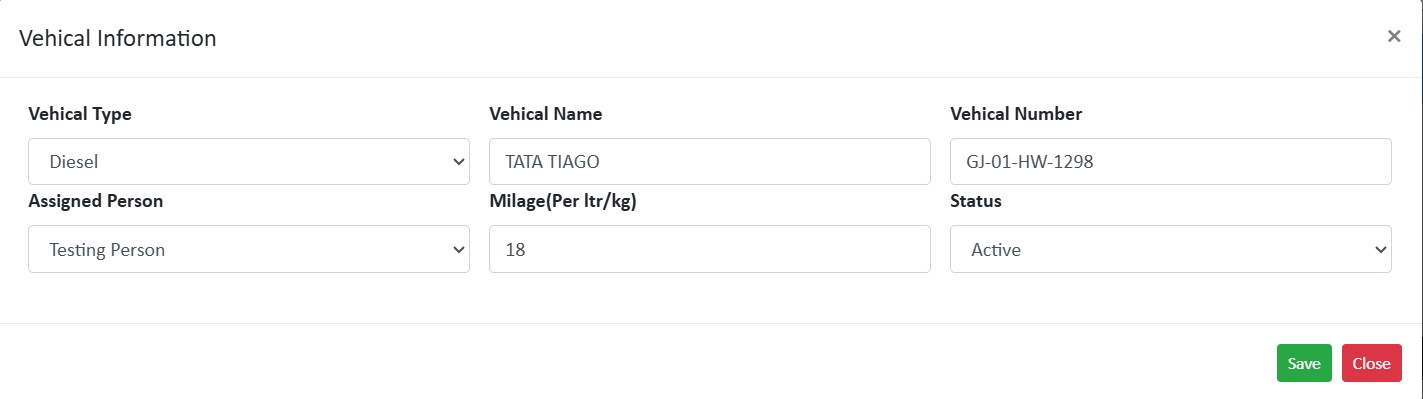 Vehical Information ×
Vehical Type Vehical Name Vehical Number
Diesel TATA TIAGO GJ-01-HW-1298
Assigned Person Milage(Per ltr/kg) Status
Testing Person 18 Active
Save Close